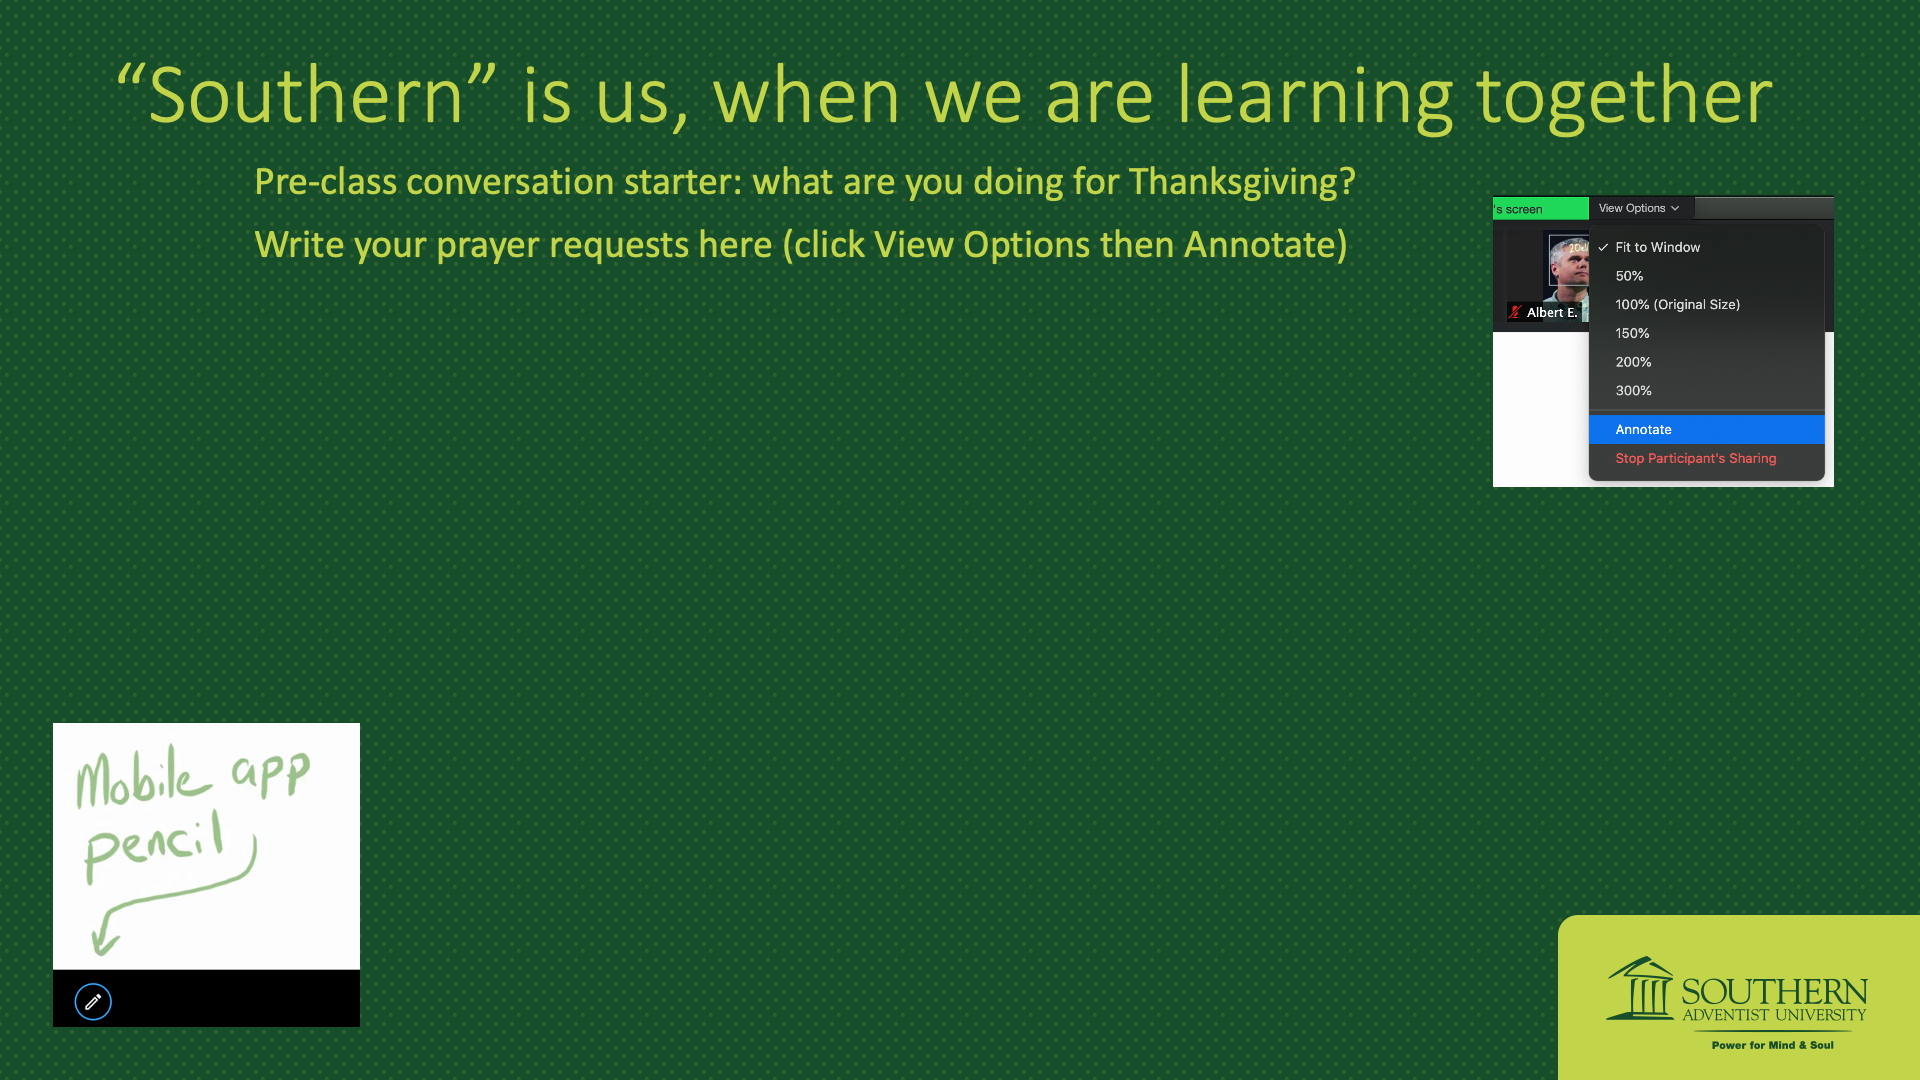 “Southern” is us, when we are learning together
Pre-class conversation starter: what are you doing for Thanksgiving?
Write your prayer requests here (click View Options then Annotate)
's screen
View Options
Fit to Window
50%
100% (Original Size)
150%
200%
300%
Annotate
Stop Participant's Sharing
Albert E.
Mobile app
pencil
SOUTHERN
ADVENTIST UNIVERSITY
Power for Mind & Soul